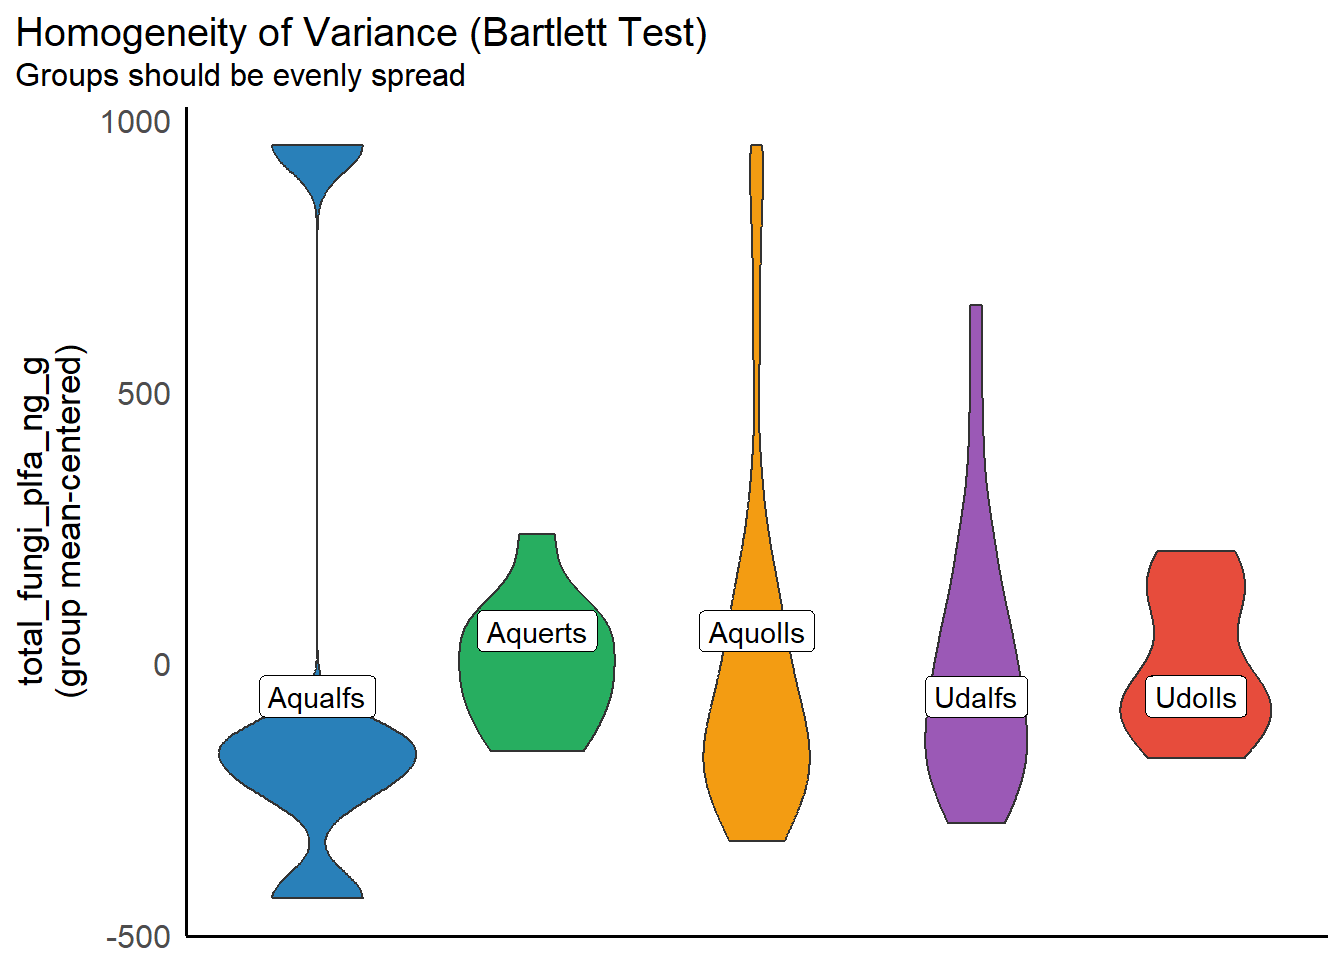 Homogeneity of Variance (Bartlett Test)
Groups should be evenly spread
1000
500
0
-500
total_fungi_plfa_ng_g
(group mean-centered)
Aqualfs
Aquerts
Aquolls
Udalfs
Udolls